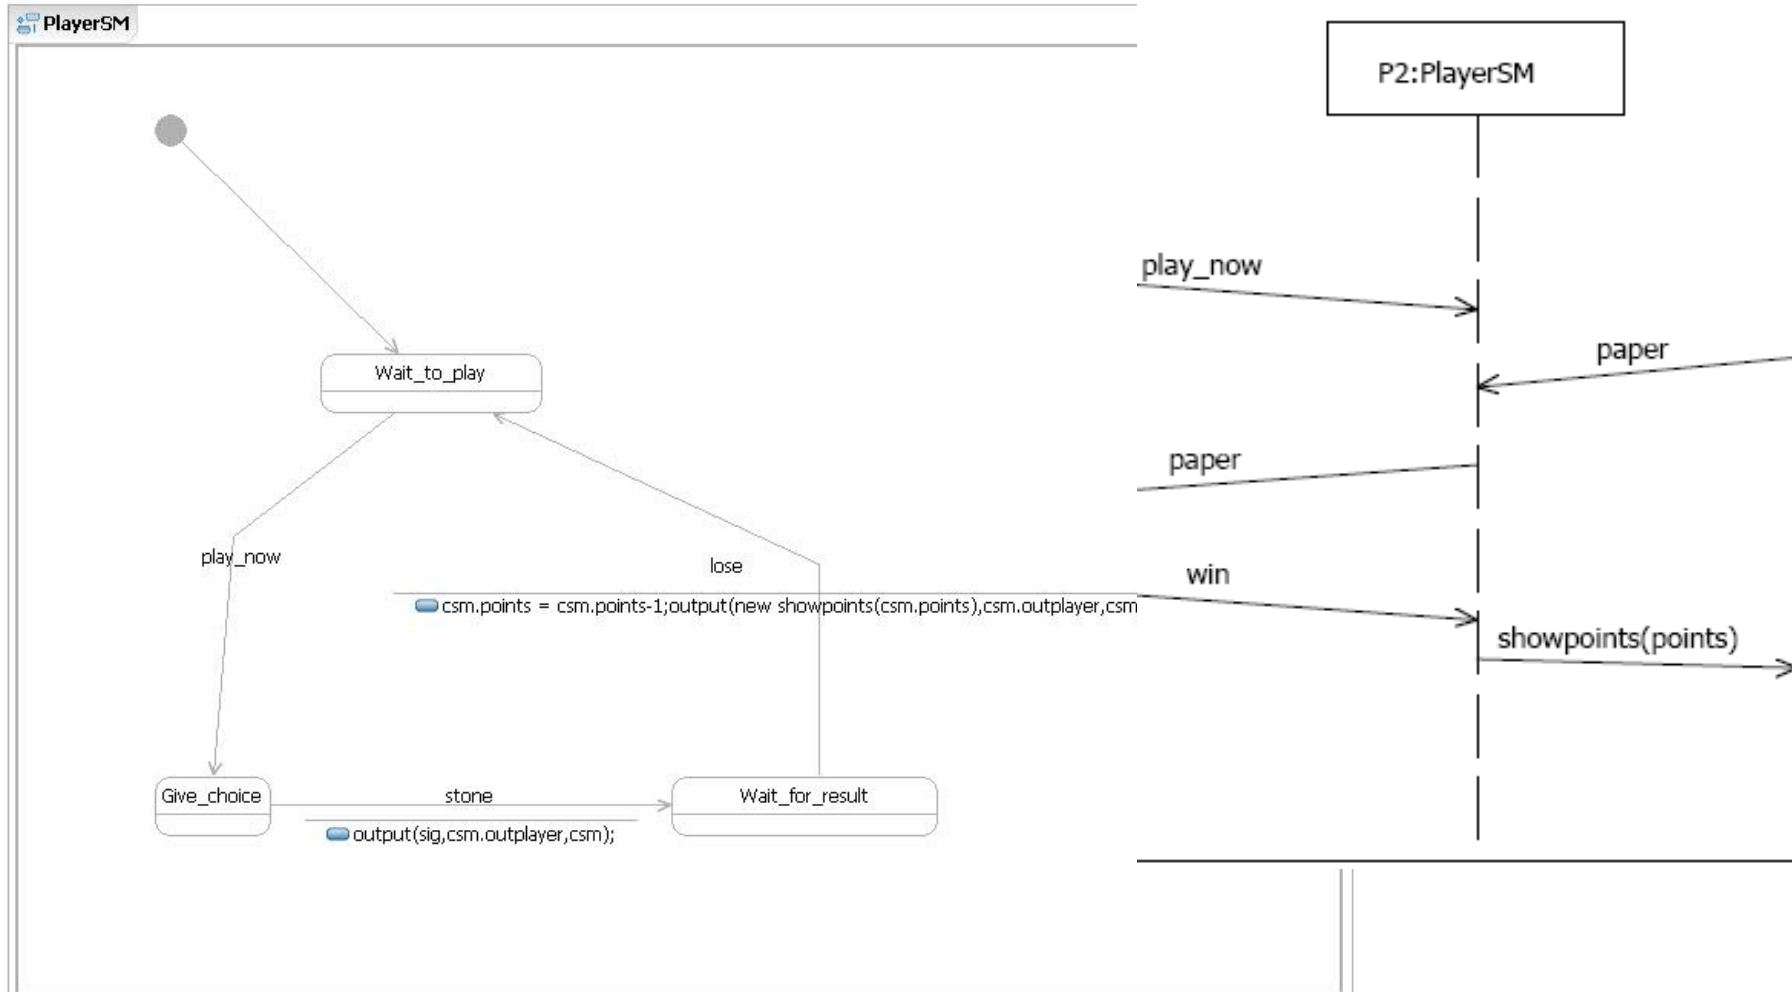 PlayerSM
Wait_to_play
play_now
lose
csm.points = csm.points-1;output(new showpoints(csm.points),csm.outplayer,csm
Give_choice
stone
output(sig,csm.outplayer,csm);
Wait_for_result
P2:PlayerSM
play_now
paper
paper
win
showpoints(points)